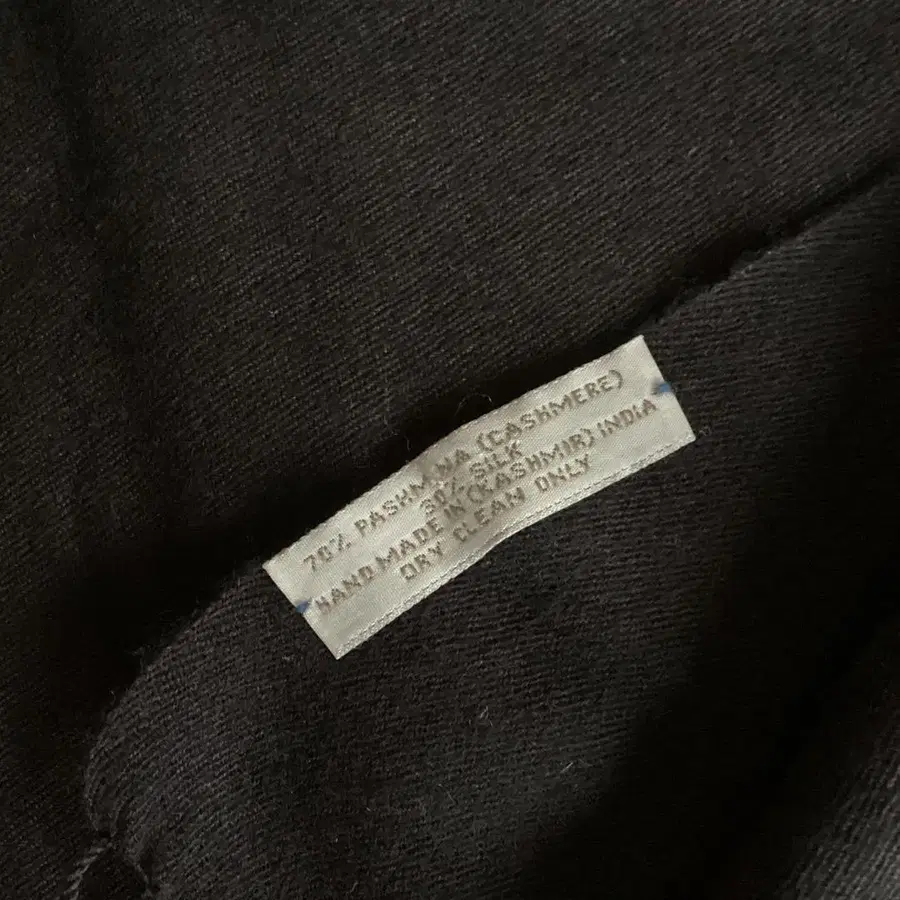 70% PASHMINA (CASHMERE)
30% SILK
HAND MADE IN (KASHMIR) INDIA
DRY CLEAN ONLY